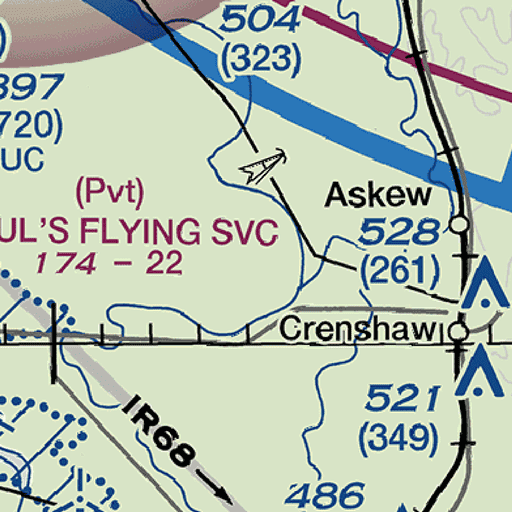 504
(323)
397
720)
UC
(Pvt)
UL'S FLYING SVC
174 - 22
Askew
528
(261)
Crenshaw
521
(349)
IR68
486